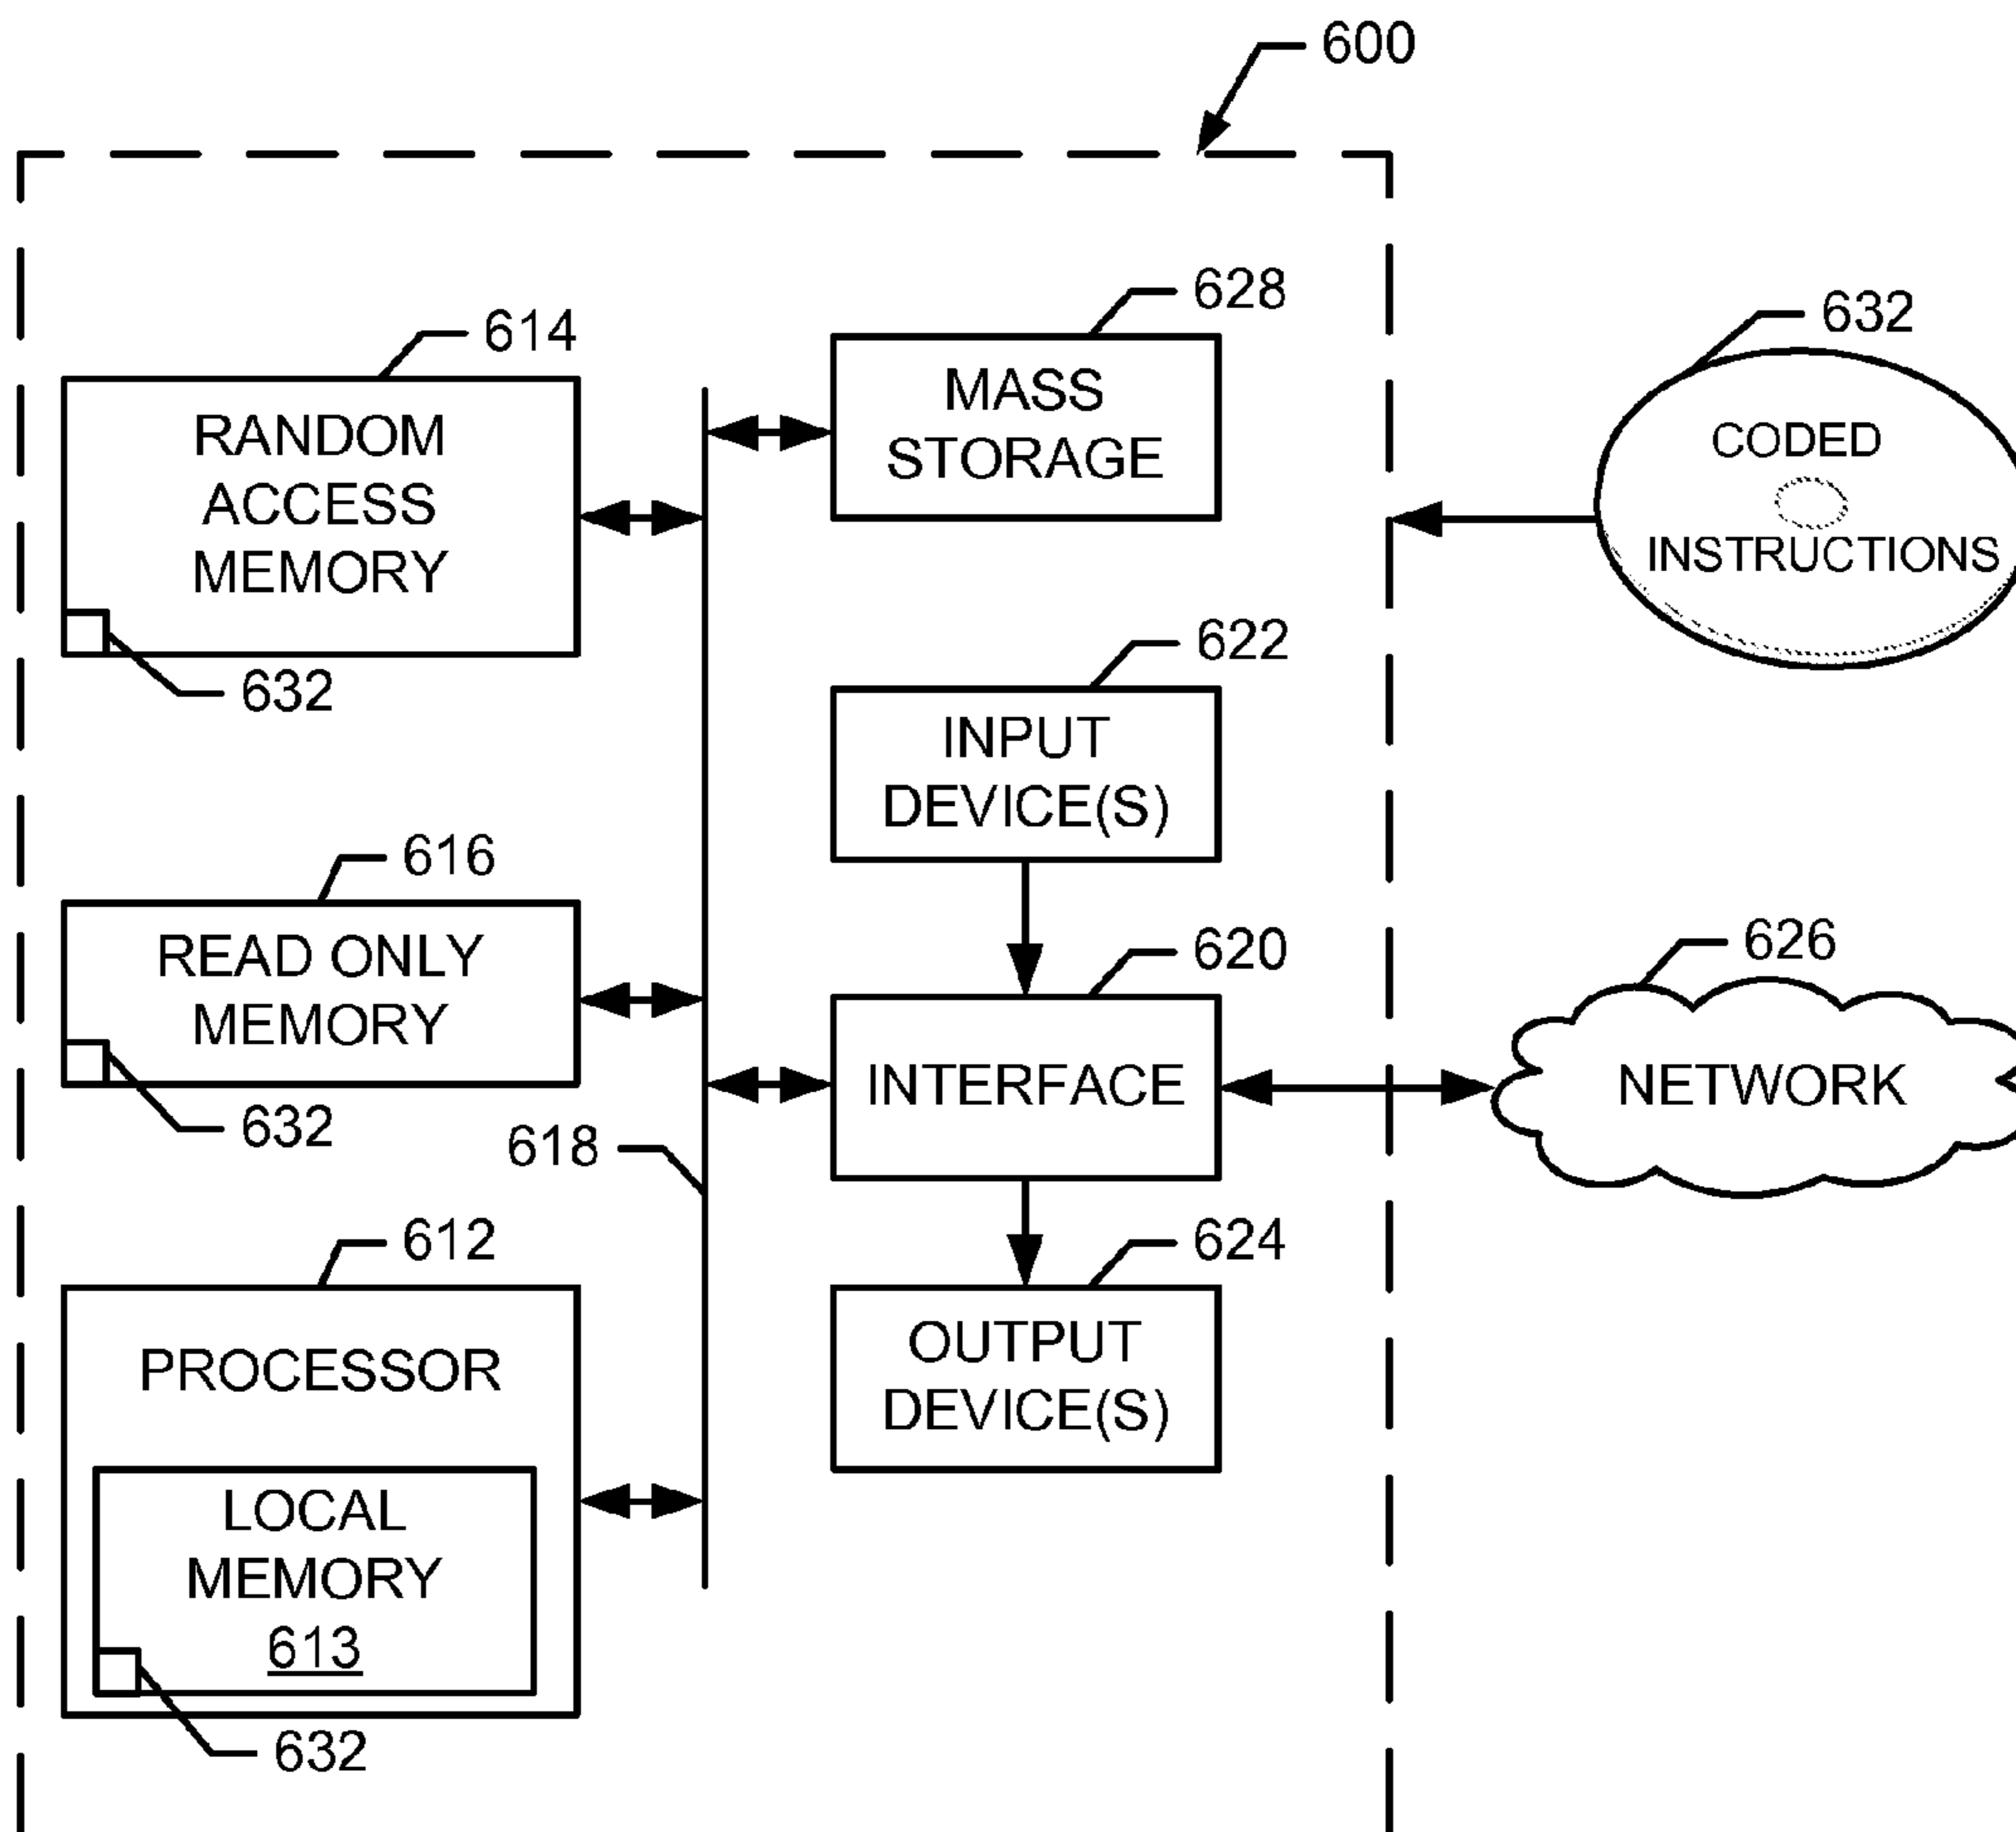 600
628
632
614
MASS
STORAGE
RANDOM
ACCESS
MEMORY
CODED
INSTRUCTIONS
632
622
INPUT
DEVICE(S)
616
READ ONLY
MEMORY
620
626
INTERFACE
NETWORK
632
618
612
624
PROCESSOR
OUTPUT
DEVICE(S)
LOCAL
MEMORY
613
632